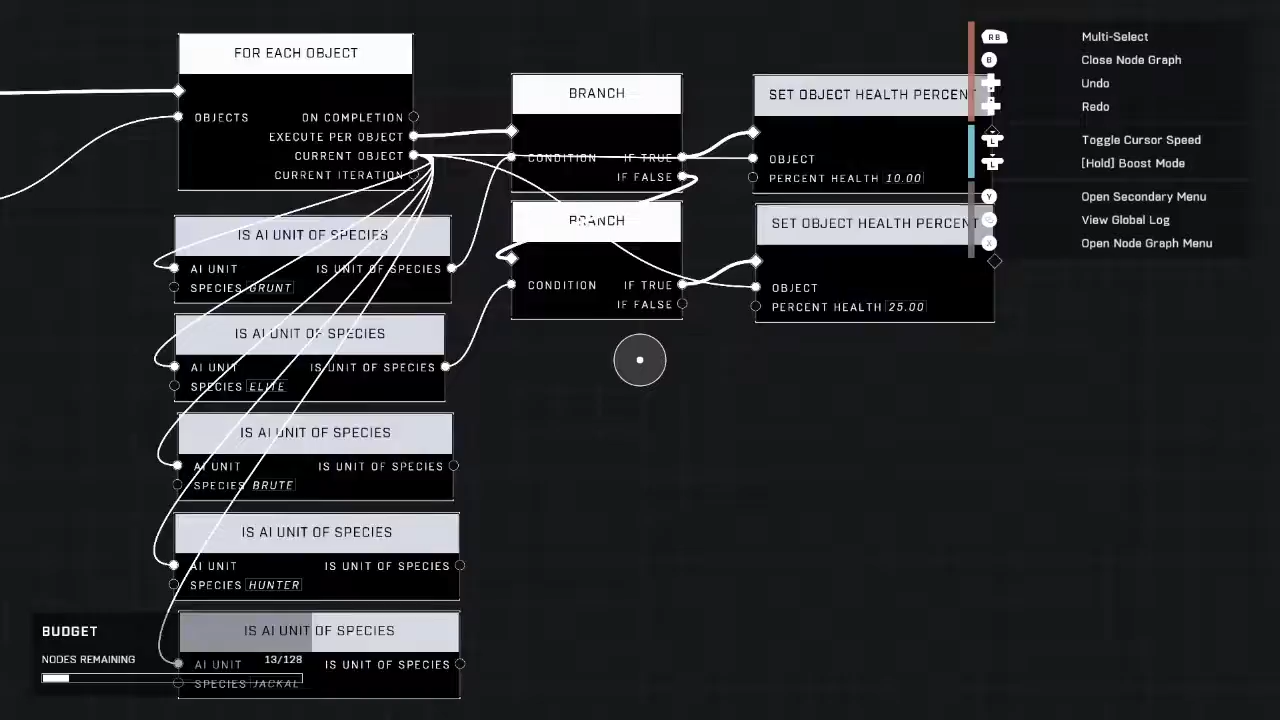 FOR EACH OBJECT
OBJECTS
ON COMPLETION
EXECUTE PER OBJECT
CURRENT OBJECT
CURRENT ITERATION
BRANCH
CONDITION
IF TRUE
IF FALSE
SET OBJECT HEALTH PERCENT
OBJECT
PERCENT HEALTH 10.00
IS AI UNIT OF SPECIES
AI UNIT
IS UNIT OF SPECIES
SPECIES GRUNT
BRANCH
CONDITION
IF TRUE
IF FALSE
SET OBJECT HEALTH PERCENT
OBJECT
PERCENT HEALTH 25.00
IS AI UNIT OF SPECIES
AI UNIT
IS UNIT OF SPECIES
SPECIES ELITE
IS AI UNIT OF SPECIES
AI UNIT
IS UNIT OF SPECIES
SPECIES BRUTE
IS AI UNIT OF SPECIES
AI UNIT
IS UNIT OF SPECIES
SPECIES HUNTER
IS AI UNIT OF SPECIES
AI UNIT
IS UNIT OF SPECIES
SPECIES JACKAL
BUDGET
NODES REMAINING 13/128
RB Multi-Select
B Close Node Graph
Undo
Redo
L Toggle Cursor Speed
L [Hold] Boost Mode
Y Open Secondary Menu
View Global Log
X Open Node Graph Menu